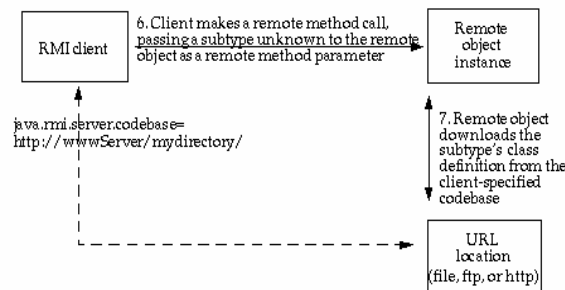 6. Client makes a remote method call,
passing a subtype unknown to the remote
object as a remote method parameter
RMI client
Remote
object
instance
java.rmi.server.codebase=
http://wwwServer/mydirectory/
7. Remote object
downloads the
subtype's class
definition from the
client-specified
codebase
URL
location
(file, ftp, or http)